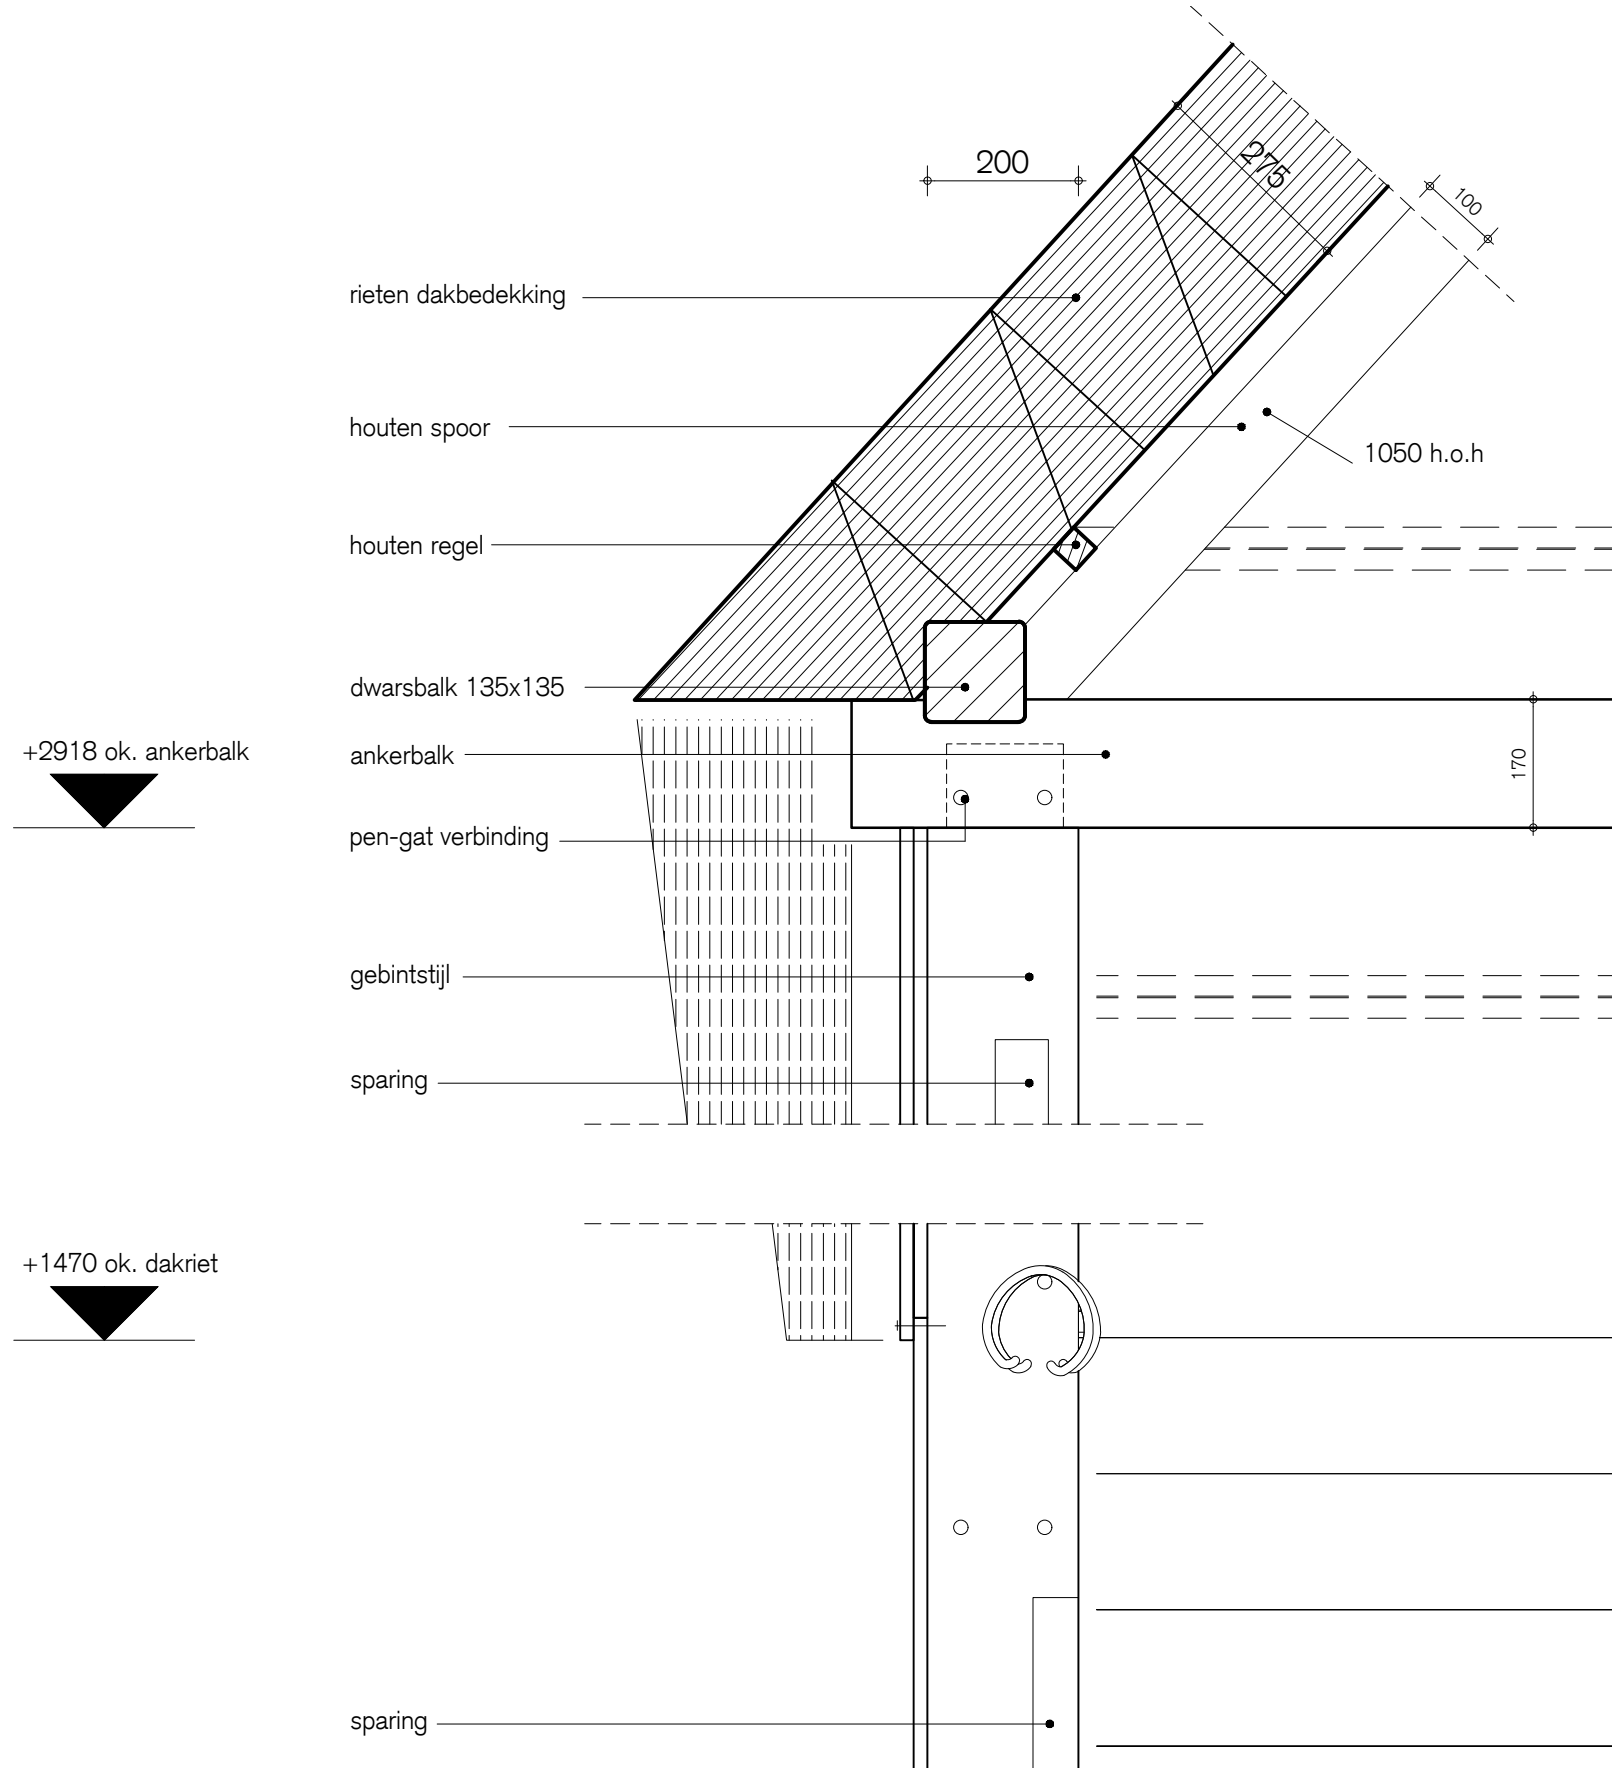 200
275
100
rieten dakbedekking
houten spoor
1050 h.o.h
houten regel
dwarsbalk 135x135
+2918 ok. ankerbalk
ankerbalk
170
pen-gat verbinding
gebintstijl
sparing
+1470 ok. dakriet
sparing